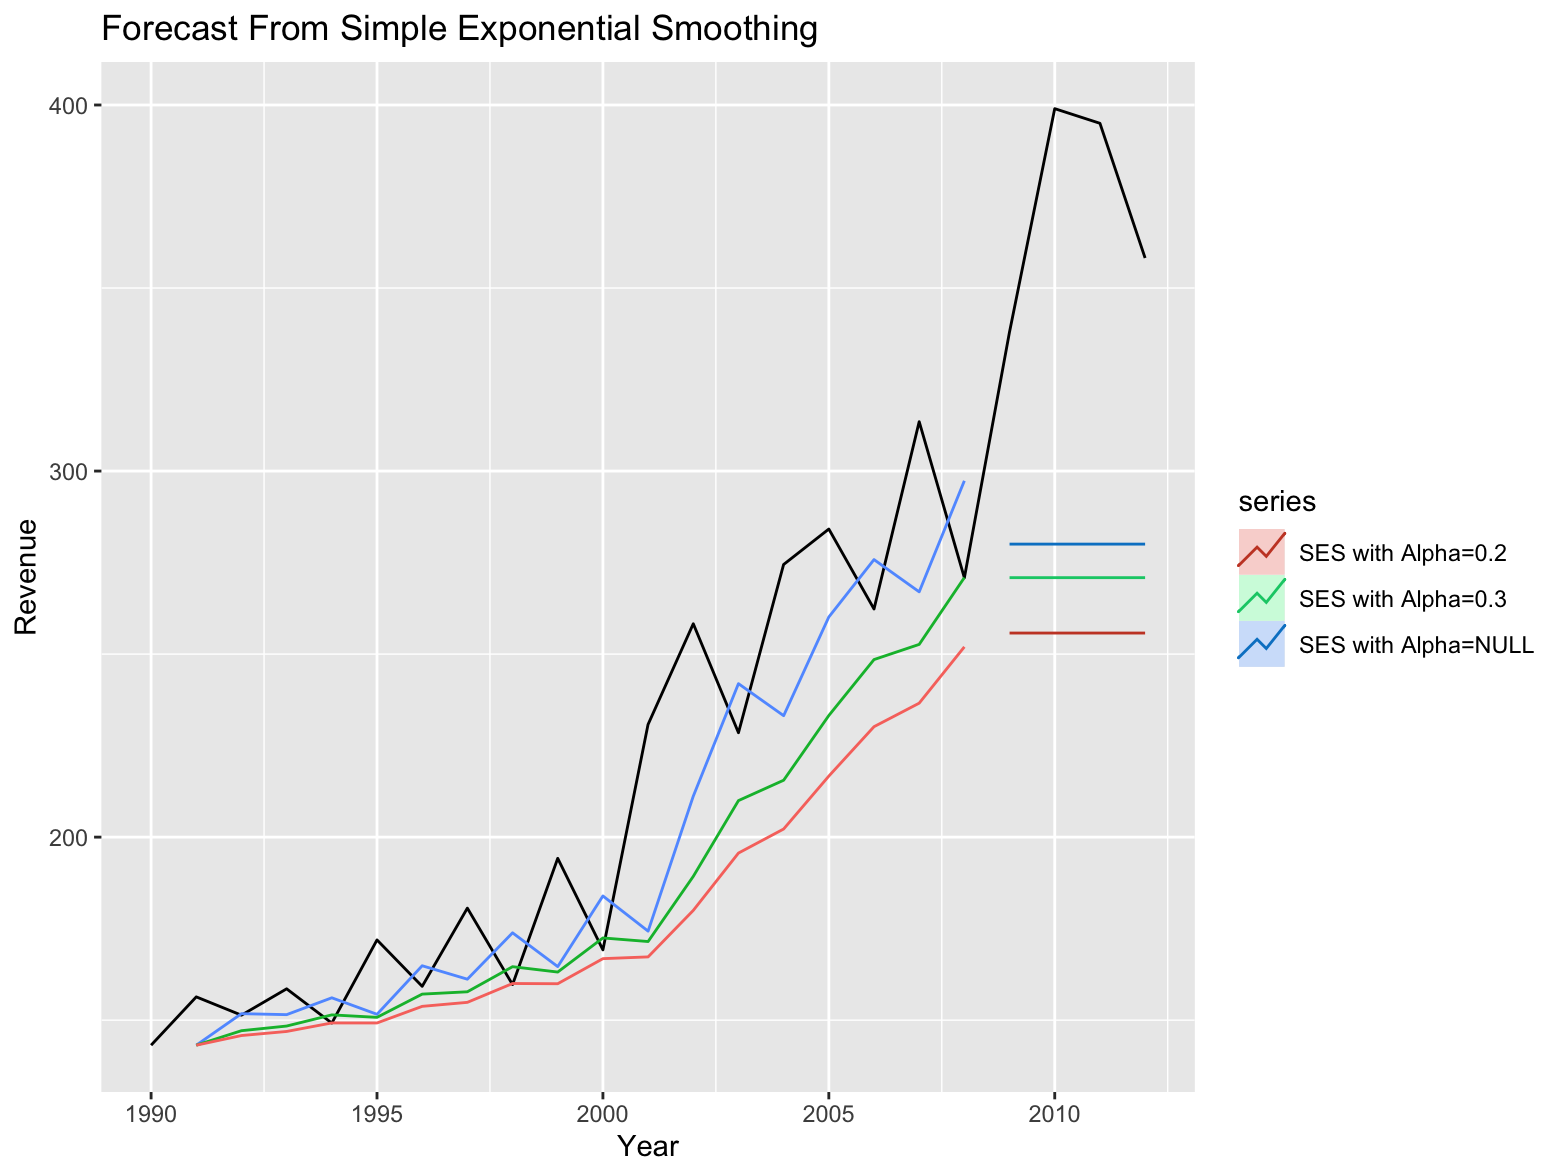 Forecast From Simple Exponential Smoothing
400
300
200
Revenue
1990 1995 2000 2005 2010
Year
series
SES with Alpha=0.2
SES with Alpha=0.3
SES with Alpha=NULL